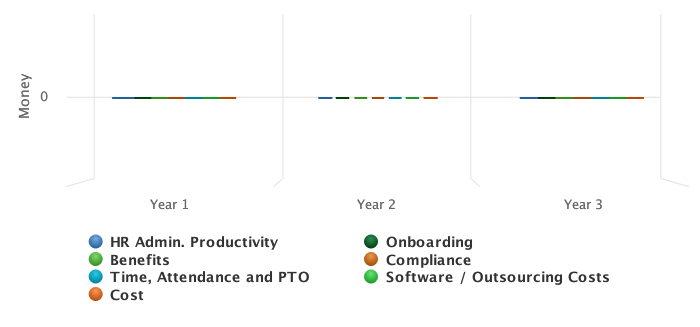 Money
0
Year 1
Year 2
Year 3
HR Admin. Productivity
Onboarding
Benefits
Compliance
Time, Attendance and PTO
Software / Outsourcing Costs
Cost